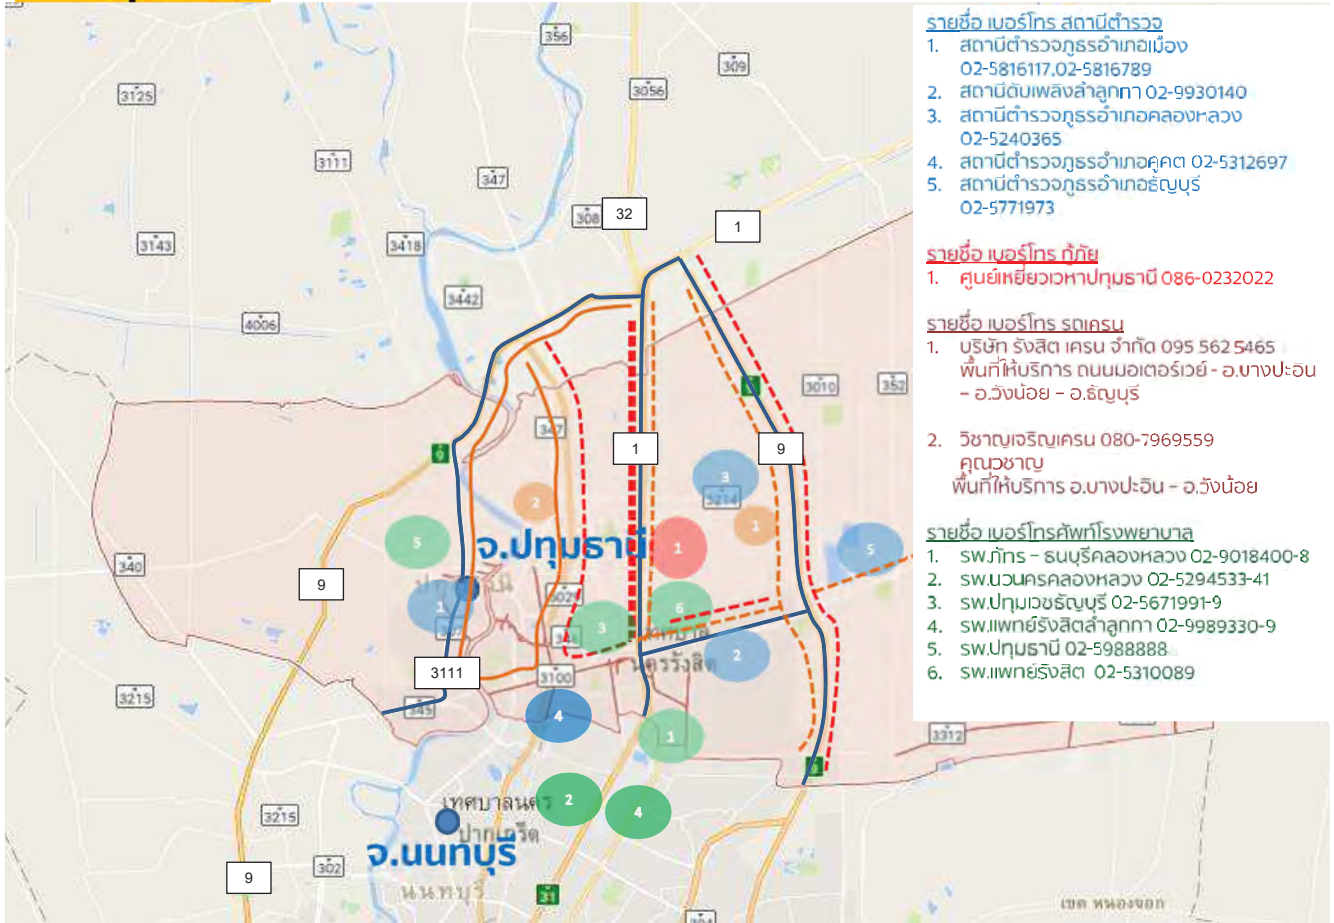 รายชื่อ เบอร์โทร สถานีตำรวจ
1. สถานีตำรวจภูธรอำเภอเมือง
02-5816117,02-5816789
2. สถานีดับเพลิงลำลูกกา 02-9930140
3. สถานีตำรวจภูธรอำเภอคลองหลวง
02-5240365
4. สถานีตำรวจภูธรอำเภอคูคต 02-5312697
5. สถานีตำรวจภูธรอำเภอธัญบุรี
02-5771973
รายชื่อ เบอร์โทร กู้ภัย
1. ศูนย์เหยี่ยวเวหาปทุมธานี 086-0232022
รายชื่อ เบอร์โทร รถเครน
1. บริษัท รังสิต เครน จำกัด 095 562 5465
พื้นที่ให้บริการ ถนนมอเตอร์เวย์ - อ.บางปะอิน
- อ.วังน้อย - อ.ธัญบุรี
2. วิชาญเจริญเครน 080-7969559
คุณวิชาญ
พื้นที่ให้บริการ อ.บางปะอิน - อ.วังน้อย
รายชื่อ เบอร์โทรศัพท์โรงพยาบาล
1. รพ.ภัทร - ธนบุรีคลองหลวง 02-9018400-8
2. รพ.นวนครคลองหลวง 02-5294533-41
3. รพ.ปทุมเวชธัญบุรี 02-5671991-9
4. รพ.แพทย์รังสิตลำลูกกา 02-9989330-9
5. รพ.ปทุมธานี 02-5988888
6. รพ.แพทย์รังสิต 02-5310089
356
309
3125
3056
3111
347
308
32
1
3143
3418
3442
4006
3010
352
347
9
1
9
3
3214
2
1
5
จ.ปทุมธานี
1
5
340
9
1
6
3
2
นครรังสิต
3111
3100
345
4
1
3215
3312
9
2
4
เทศบาลนคร
ปากเกร็ด
จ.นนทบุรี
นนทบุรี
3215
302
9
31
เขต หนองจอก